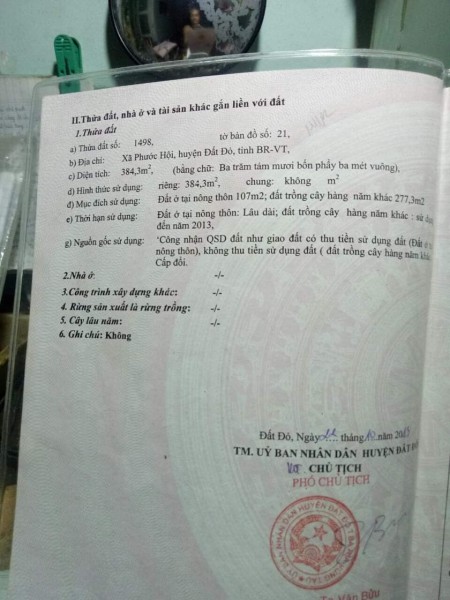 II.Thửa đất, nhà ở và tài sản khác gắn liền với đất
1.Thửa đất
a) Thửa đất số: 1498, tờ bản đồ số: 21,
b) Địa chỉ: Xã Phước Hội, huyện Đất Đỏ, tỉnh BR-VT,
c) Diện tích: 384,3m², (bằng chữ: Ba trăm tám mươi bốn phẩy ba mét vuông),
d) Hình thức sử dụng: riêng: 384,3m², chung: không m²
đ) Mục đích sử dụng: Đất ở tại nông thôn 107m2; đất trồng cây hàng năm khác 277,3m2
e) Thời hạn sử dụng: Đất ở tại nông thôn: Lâu dài; đất trồng cây hàng năm khác : sử
đến năm 2013,
g) Nguồn gốc sử dụng: 'Công nhận QSD đất như giao đất có thu tiền sử dụng đất (Đất
nông thôn), không thu tiền sử dụng đất ( đất trồng cây hàng năm
Cấp đổi.
2.Nhà ở: -/-
3.Công trình xây dựng khác: -/-
4. Rừng sản xuất là rừng trồng: -/-
5. Cây lâu năm: -/-
6. Ghi chú: Không
Đất Đỏ, Ngày tháng năm
TM. UỶ BAN NHÂN DÂN HUYỆN ĐẤT
CHỦ TỊCH
PHÓ CHỦ TỊCH
Văn Bửu